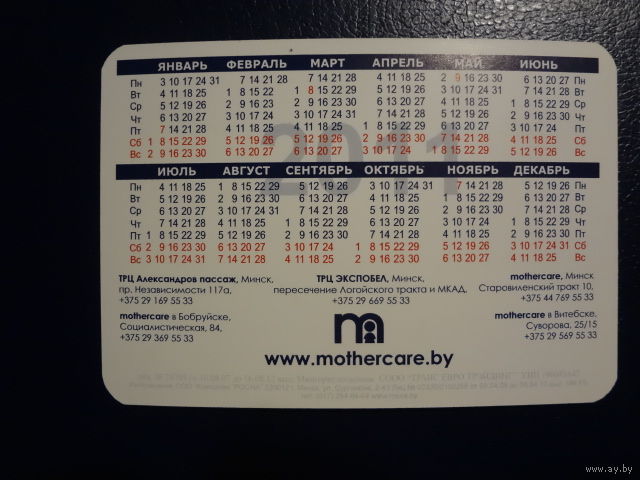 ЯНВАРЬ ФЕВРАЛЬ МАРТ АПРЕЛЬ МАЙ ИЮНЬ
Пн 3 10 17 24 31 7 14 21 28 7 14 21 28 4 11 18 25 2 9 16 23 30 6 13 20 27 Пн
Вт 4 11 18 25 1 8 15 22 1 8 15 22 29 5 12 19 26 3 10 17 24 31 7 14 21 28 Вт
Ср 5 12 19 26 2 9 16 23 2 9 16 23 30 6 13 20 27 4 11 18 25 1 8 15 22 29 Ср
Чт 6 13 20 27 3 10 17 24 3 10 17 24 31 7 14 21 28 5 12 19 26 2 9 16 23 30 Чт
Пт 7 14 21 28 4 11 18 25 4 11 18 25 1 8 15 22 29 6 13 20 27 3 10 17 24 Пт
Сб 1 8 15 22 29 5 12 19 26 5 12 19 26 2 9 16 23 30 7 14 21 28 4 11 18 25 Сб
Вс 2 9 16 23 30 6 13 20 27 6 13 20 27 3 10 17 24 1 8 15 22 29 5 12 19 26 Вс
2011
ИЮЛЬ АВГУСТ СЕНТЯБРЬ ОКТЯБРЬ НОЯБРЬ ДЕКАБРЬ
Пн 4 11 18 25 1 8 15 22 29 5 12 19 26 3 10 17 24 31 7 14 21 28 5 12 19 26 Пн
Вт 5 12 19 26 2 9 16 23 30 6 13 20 27 4 11 18 25 1 8 15 22 29 6 13 20 27 Вт
Ср 6 13 20 27 3 10 17 24 31 7 14 21 28 5 12 19 26 2 9 16 23 30 7 14 21 28 Ср
Чт 7 14 21 28 4 11 18 25 1 8 15 22 29 6 13 20 27 3 10 17 24 1 8 15 22 29 Чт
Пт 1 8 15 22 29 5 12 19 26 2 9 16 23 30 7 14 21 28 4 11 18 25 2 9 16 23 30 Пт
Сб 2 9 16 23 30 6 13 20 27 3 10 17 24 1 8 15 22 29 5 12 19 26 3 10 17 24 31 Сб
Вс 3 10 17 24 31 7 14 21 28 4 11 18 25 2 9 16 23 30 6 13 20 27 4 11 18 25 Вс
ТРЦ Александров пассаж, Минск, ТРЦ ЭКСПОБЕЛ, Минск, mothercare, Минск
пр. Независимости 117а, пересечение Логойского тракта и МКАД, Старовиленский тракт 10,
+375 29 169 55 33 +375 29 669 55 33 +375 44 769 55 33
mothercare в Бобруйске, mothercare в Витебске.
Социалистическая, 84, Суворова, 25/15
+375 29 369 55 33 +375 29 569 55 33
m
www.mothercare.by
www.ay.by